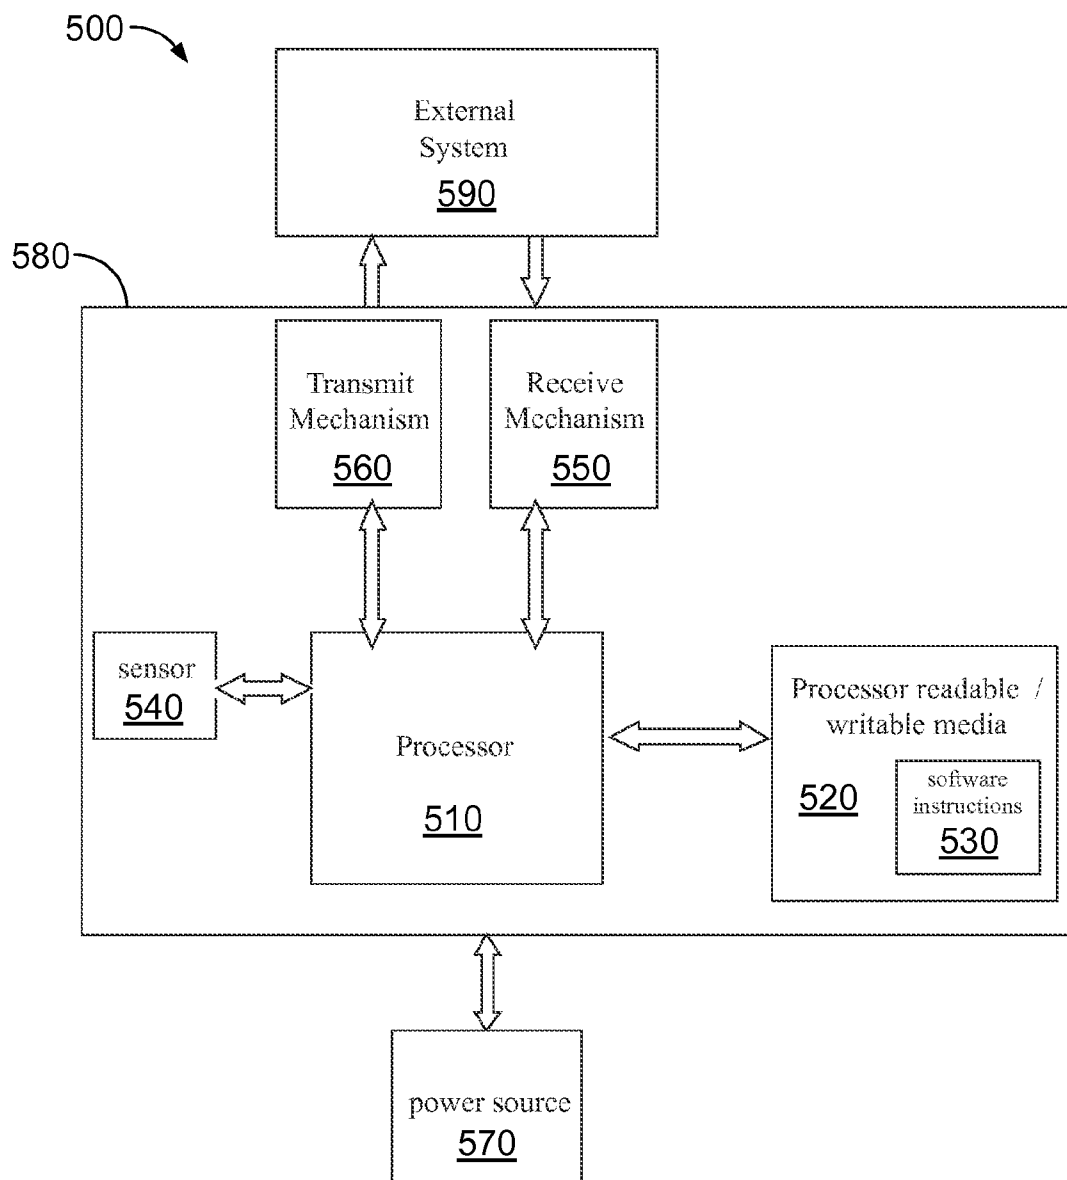 500
External
System
590
580
Transmit
Mechanism
560
Receive
Mechanism
550
sensor
540
Processor
510
Processor readable /
writable media
520
software
instructions
530
power source
570